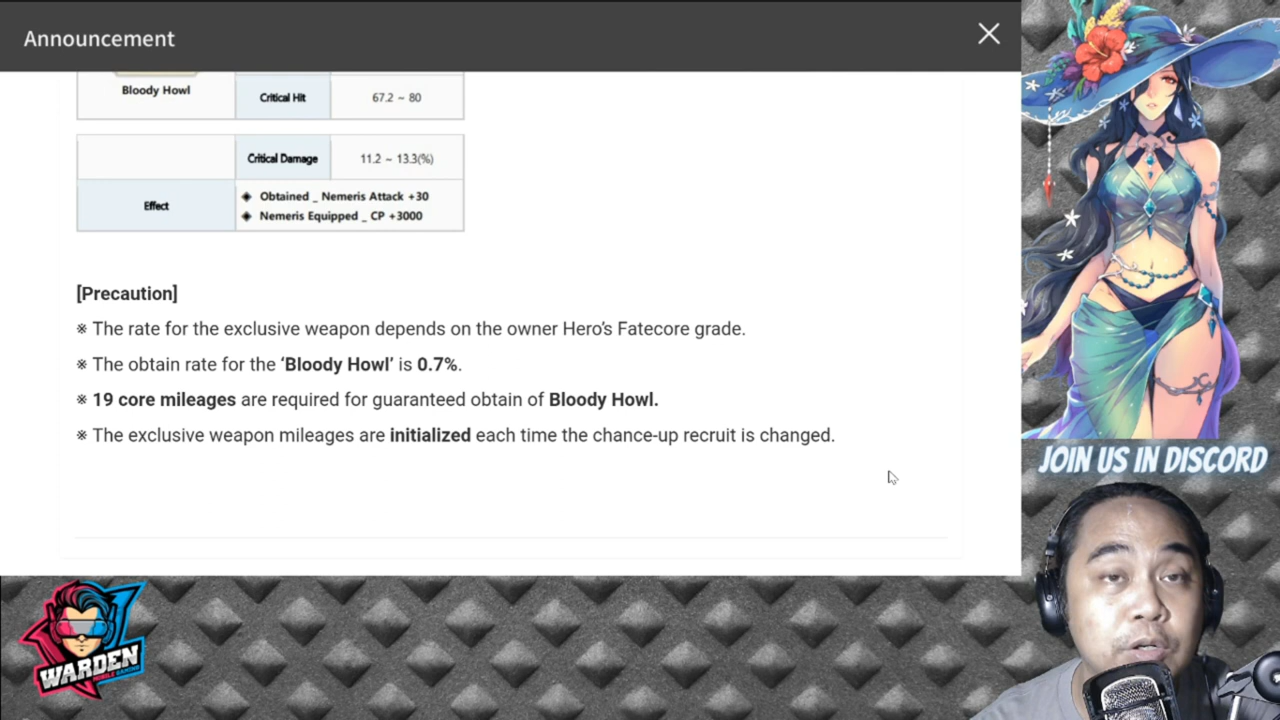 Announcement
Bloody Howl
Critical Hit
67.2 ~ 80
Critical Damage
11.2 ~ 13.3(%)
Effect
◈ Obtained _ Nemeris Attack +30
◈ Nemeris Equipped _ CP +3000
[Precaution]
※ The rate for the exclusive weapon depends on the owner Hero's Fatecore grade.
※ The obtain rate for the ‘Bloody Howl’ is 0.7%.
※ 19 core mileages are required for guaranteed obtain of Bloody Howl.
※ The exclusive weapon mileages are initialized each time the chance-up recruit is changed.
JOIN US IN DISCORD
WARDEN
MOBILE GAMING